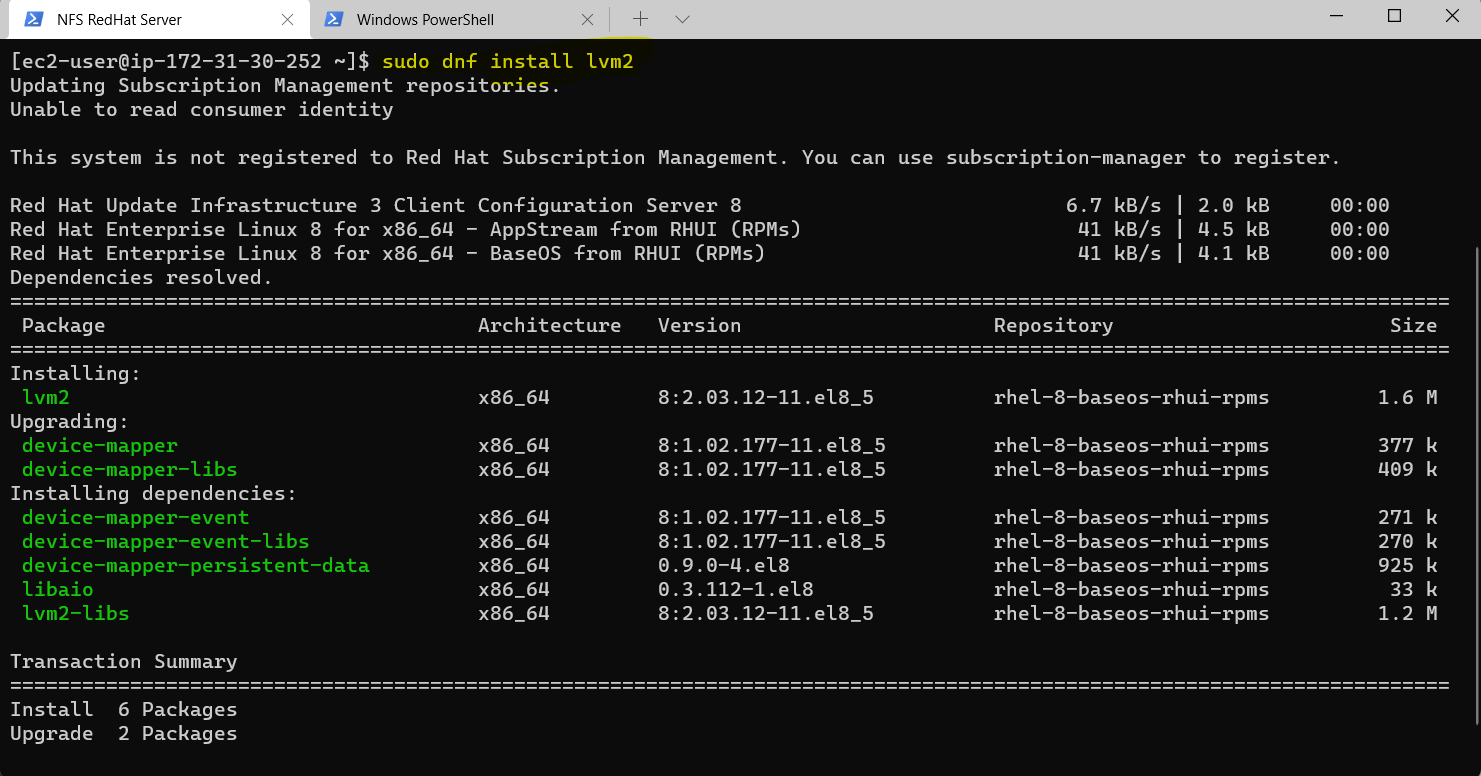 NFS RedHat Server
Windows PowerShell
[ec2-user@ip-172-31-30-252 ~]$ sudo dnf install lvm2
Updating Subscription Management repositories.
Unable to read consumer identity
This system is not registered to Red Hat Subscription Management. You can use subscription-manager to register.
Red Hat Update Infrastructure 3 Client Configuration Server 8 6.7 kB/s | 2.0 kB 00:00
Red Hat Enterprise Linux 8 for x86_64 - AppStream from RHUI (RPMs) 41 kB/s | 4.5 kB 00:00
Red Hat Enterprise Linux 8 for x86_64 - BaseOS from RHUI (RPMs) 41 kB/s | 4.1 kB 00:00
Dependencies resolved.
Package Architecture Version Repository Size
Installing:
lvm2 x86_64 8:2.03.12-11.el8_5 rhel-8-baseos-rhui-rpms 1.6 M
Upgrading:
device-mapper x86_64 8:1.02.177-11.el8_5 rhel-8-baseos-rhui-rpms 377 k
device-mapper-libs x86_64 8:1.02.177-11.el8_5 rhel-8-baseos-rhui-rpms 409 k
Installing dependencies:
device-mapper-event x86_64 8:1.02.177-11.el8_5 rhel-8-baseos-rhui-rpms 271 k
device-mapper-event-libs x86_64 8:1.02.177-11.el8_5 rhel-8-baseos-rhui-rpms 270 k
device-mapper-persistent-data x86_64 0.9.0-4.el8 rhel-8-baseos-rhui-rpms 925 k
libaio x86_64 0.3.112-1.el8 rhel-8-baseos-rhui-rpms 33 k
lvm2-libs x86_64 8:2.03.12-11.el8_5 rhel-8-baseos-rhui-rpms 1.2 M
Transaction Summary
Install 6 Packages
Upgrade 2 Packages